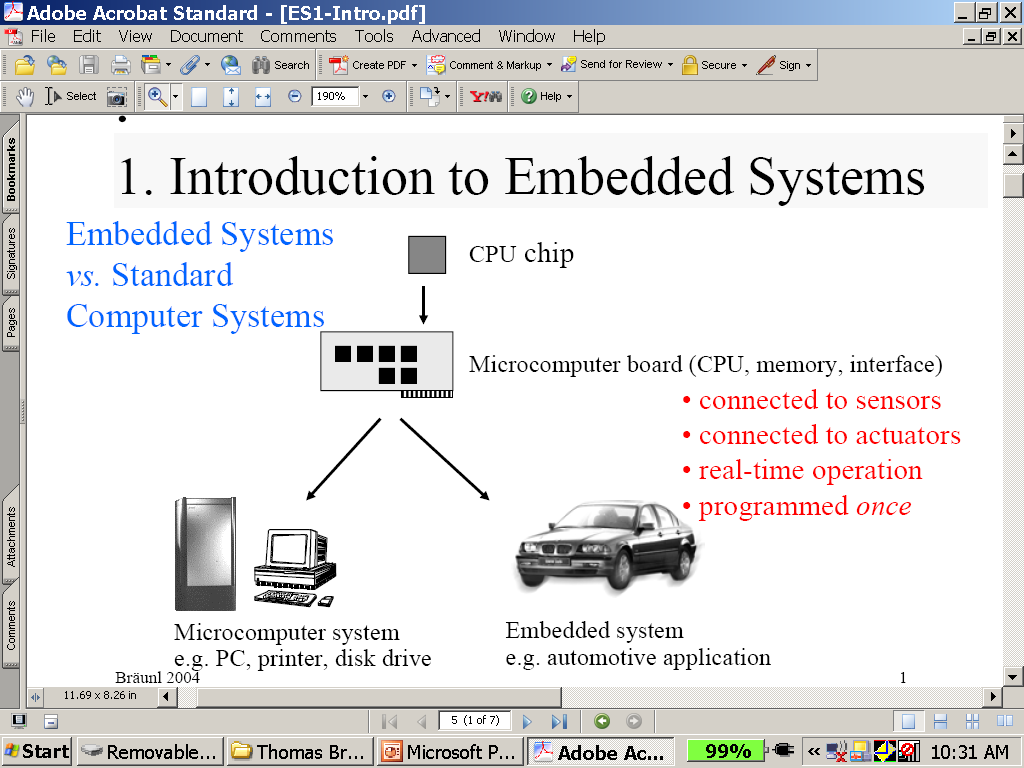 Adobe Acrobat Standard - [ES1-Intro.pdf]
File Edit View Document Comments Tools Advanced Window Help
Search Create PDF Comment & Markup Send for Review Secure Sign
Select 190% Y! Help
Bookmarks
Signatures
Pages
Attachments
Comments
1. Introduction to Embedded Systems
Embedded Systems
vs. Standard
Computer Systems
CPU chip
Microcomputer board (CPU, memory, interface)
• connected to sensors
• connected to actuators
• real-time operation
• programmed once
Microcomputer system
e.g. PC, printer, disk drive
Embedded system
e.g. automotive application
Bräunl 2004
1
11.69 x 8.26 in
5 (1 of 7)
Start Removable... Thomas Br... Microsoft P... Adobe Ac... 99% « 10:31 AM